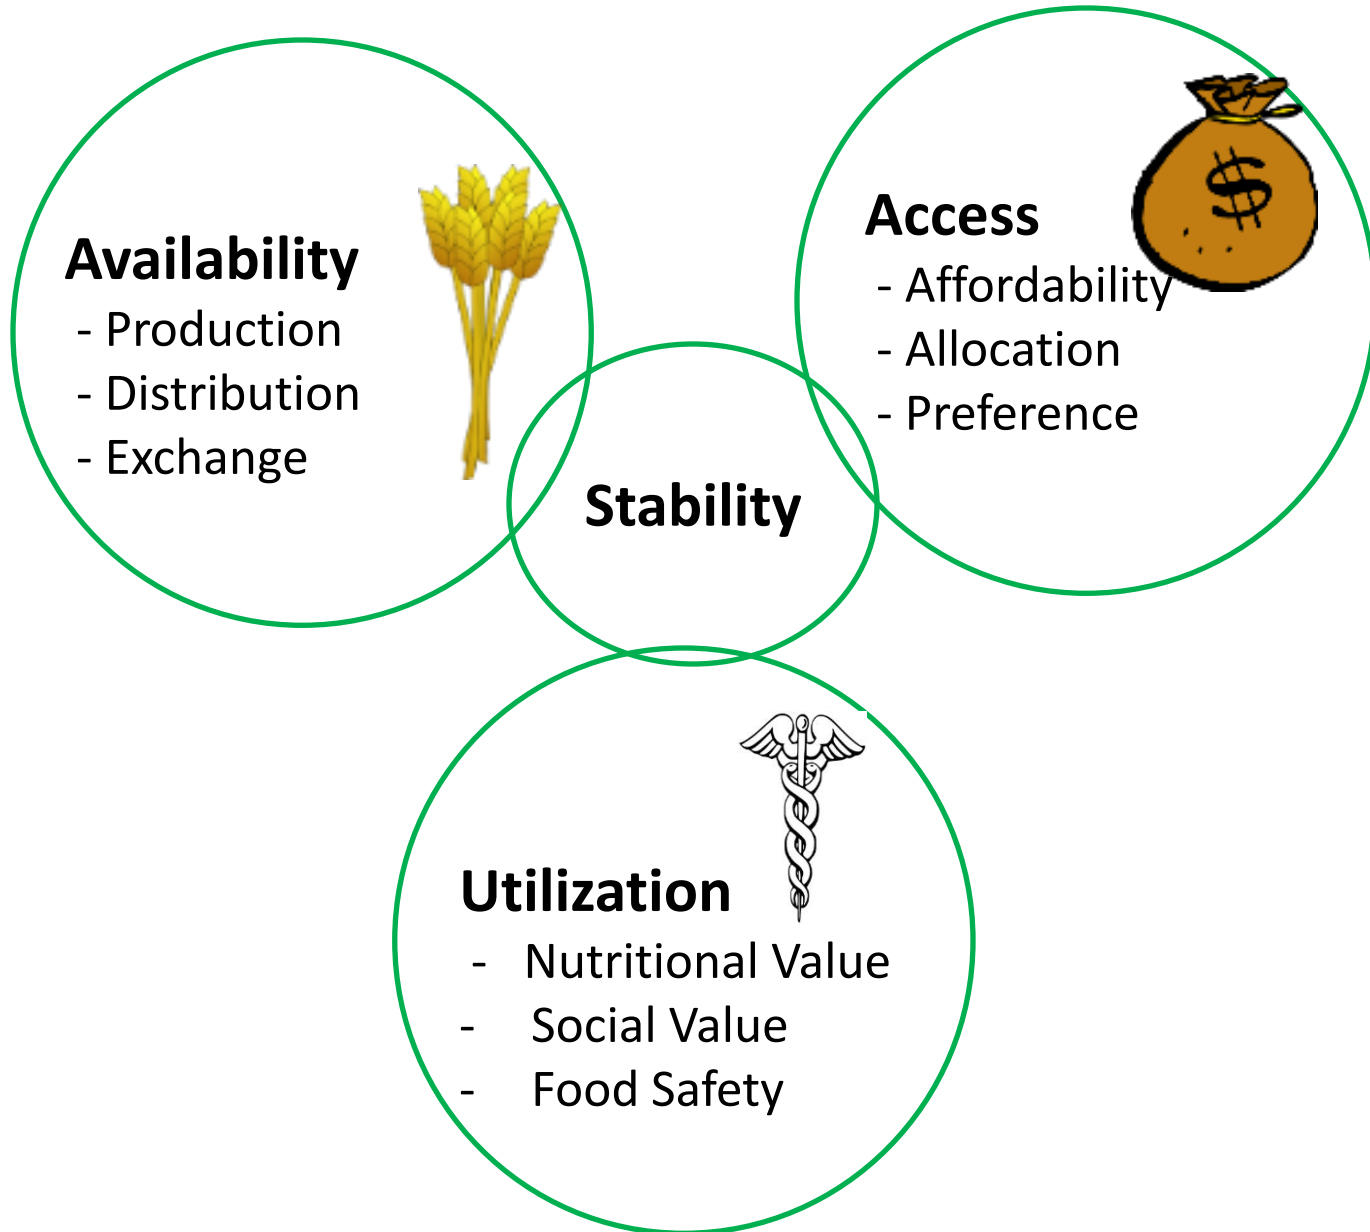 Availability
- Production
- Distribution
- Exchange
Access
- Affordability
- Allocation
- Preference
$
Stability
Utilization
- Nutritional Value
- Social Value
- Food Safety